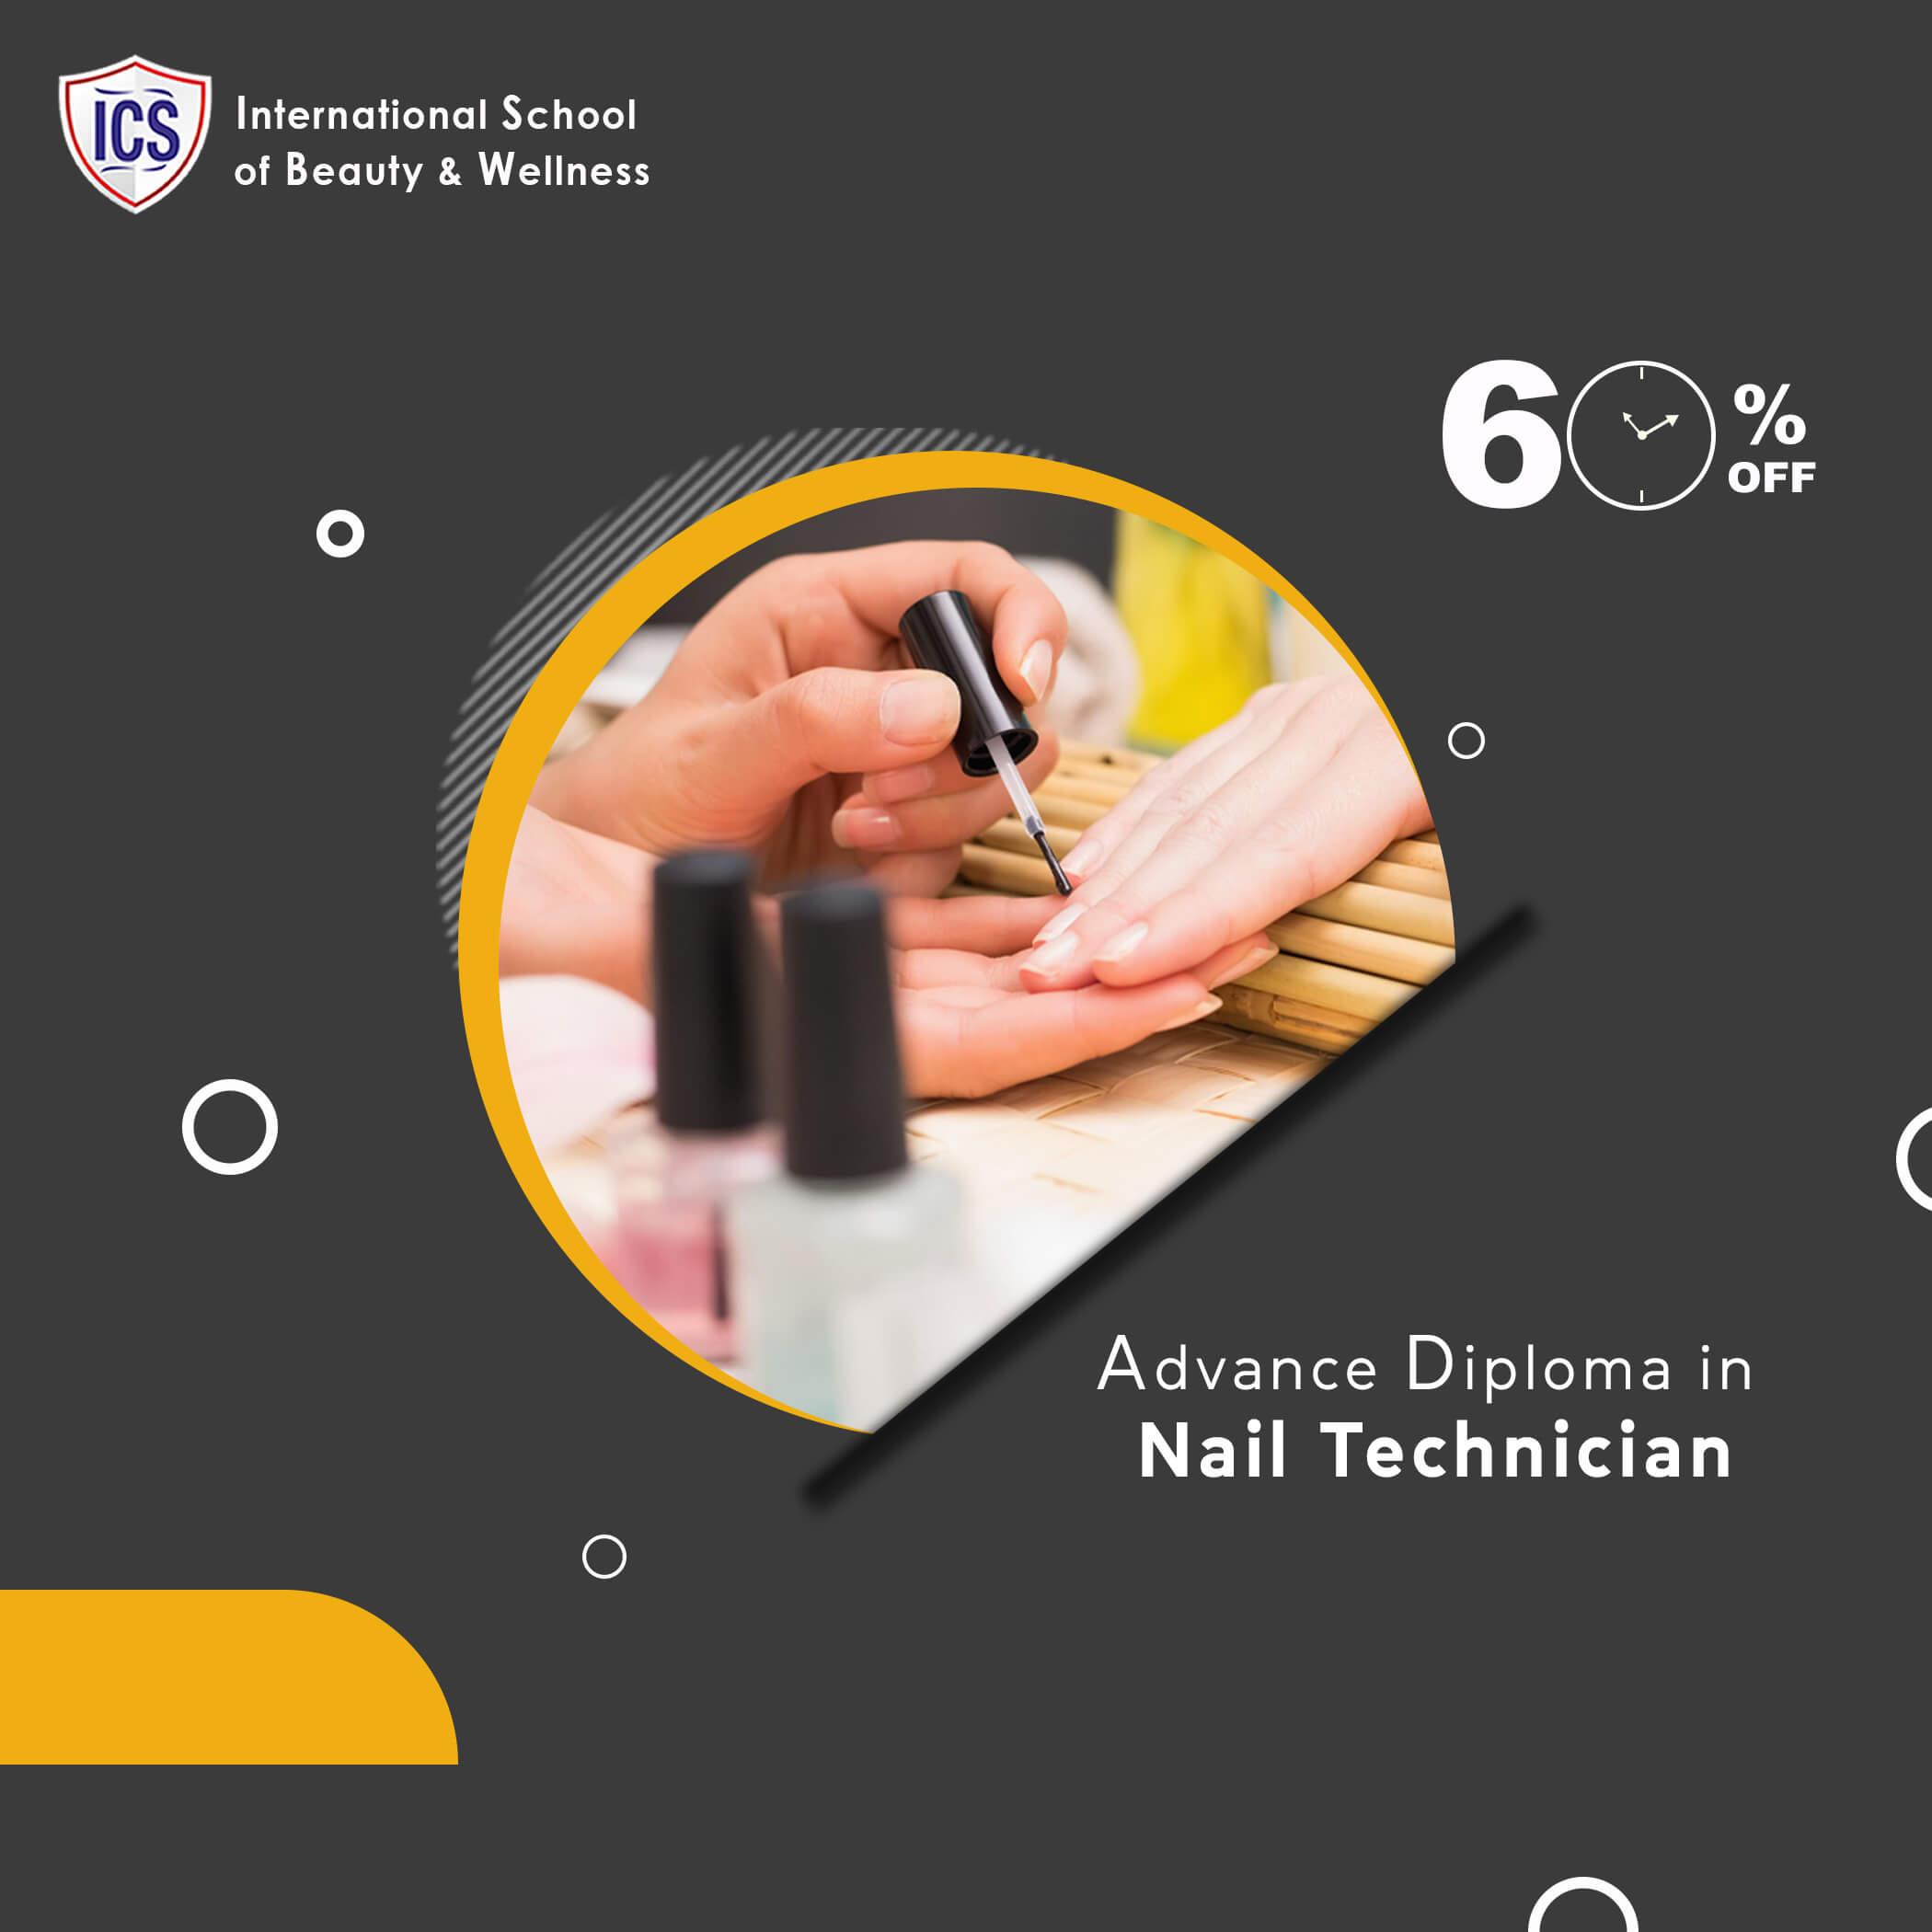 ICS
International School
of Beauty & Wellness
60%
OFF
Advance Diploma in
Nail Technician